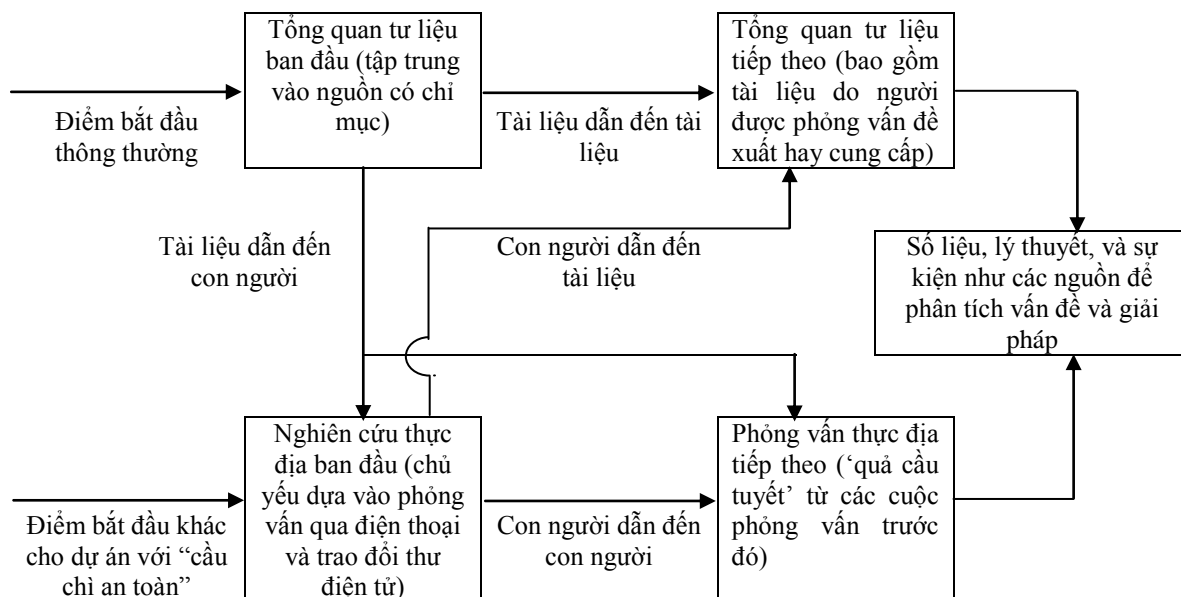 Tổng quan tư liệu
ban đầu (tập trung
vào nguồn có chỉ
mục)
Tổng quan tư liệu
tiếp theo (bao gồm
tài liệu do người
được phỏng vấn đề
xuất hay cung cấp)
Điểm bắt đầu
thông thường
Tài liệu dẫn đến tài
liệu
Tài liệu dẫn đến
con người
Con người dẫn đến
tài liệu
Số liệu, lý thuyết, và sự
kiện như các nguồn để
phân tích vấn đề và giải
pháp
Nghiên cứu thực
địa ban đầu (chủ
yếu dựa vào phỏng
vấn qua điện thoại
và trao đổi thư
điện tử)
Phỏng vấn thực địa
tiếp theo (‘quả cầu
tuyết’ từ các cuộc
phỏng vấn trước
đó)
Điểm bắt đầu khác
cho dự án với “cầu
chì an toàn”
Con người dẫn đến
con người